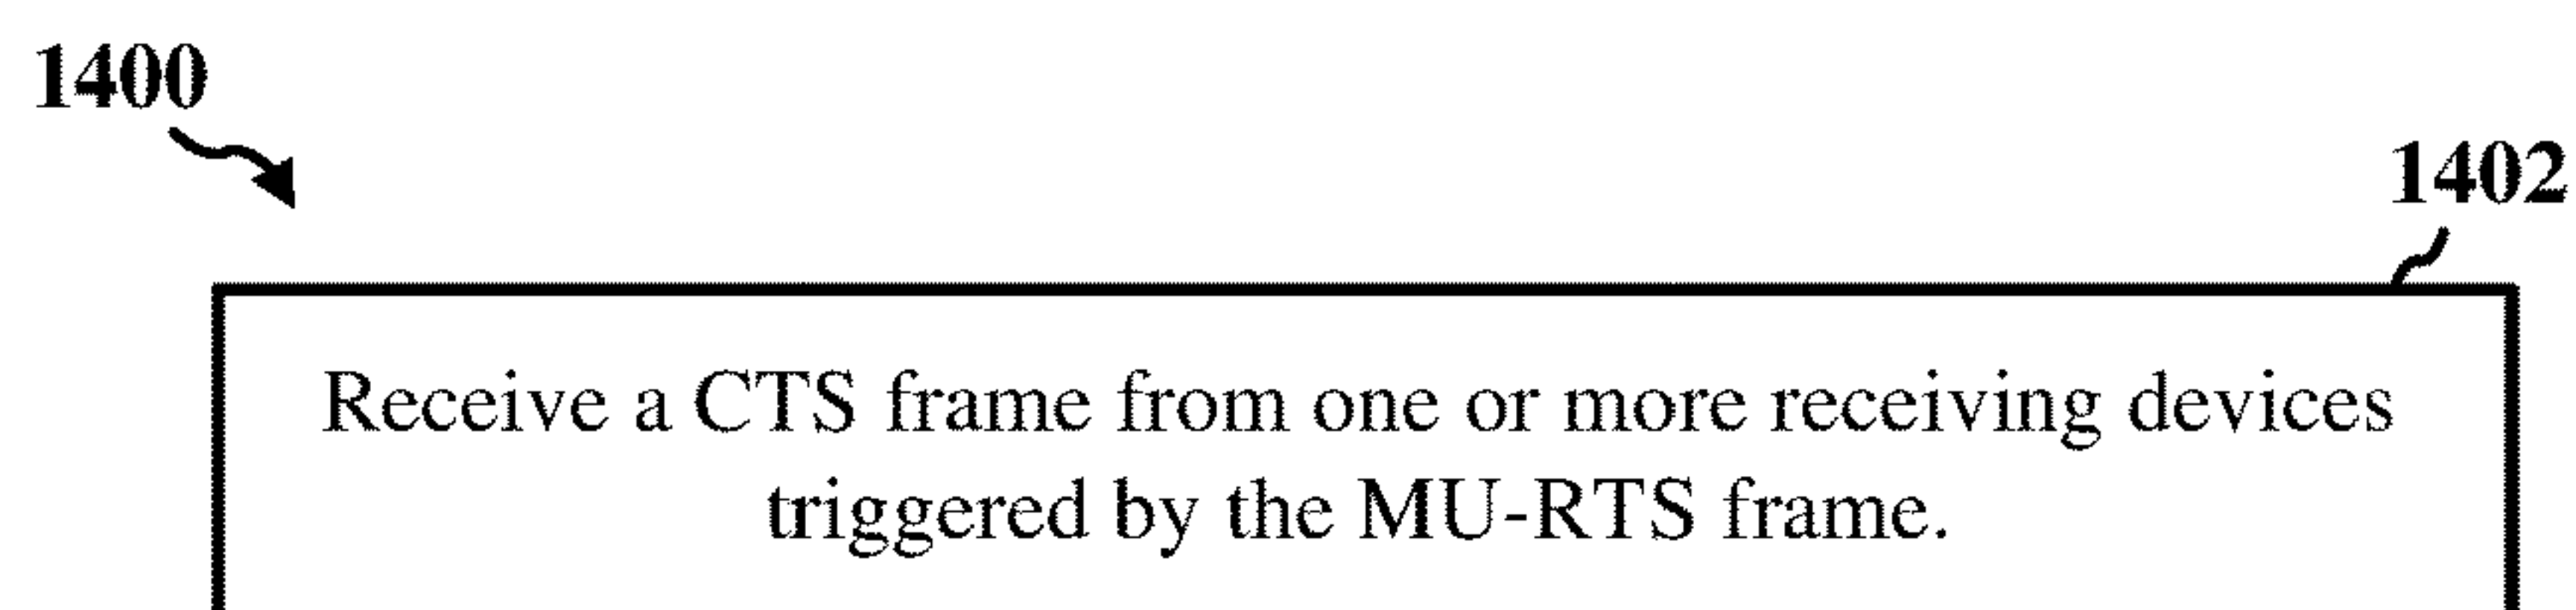 1400
1402
Receive a CTS frame from one or more receiving devices
triggered by the MU-RTS frame.